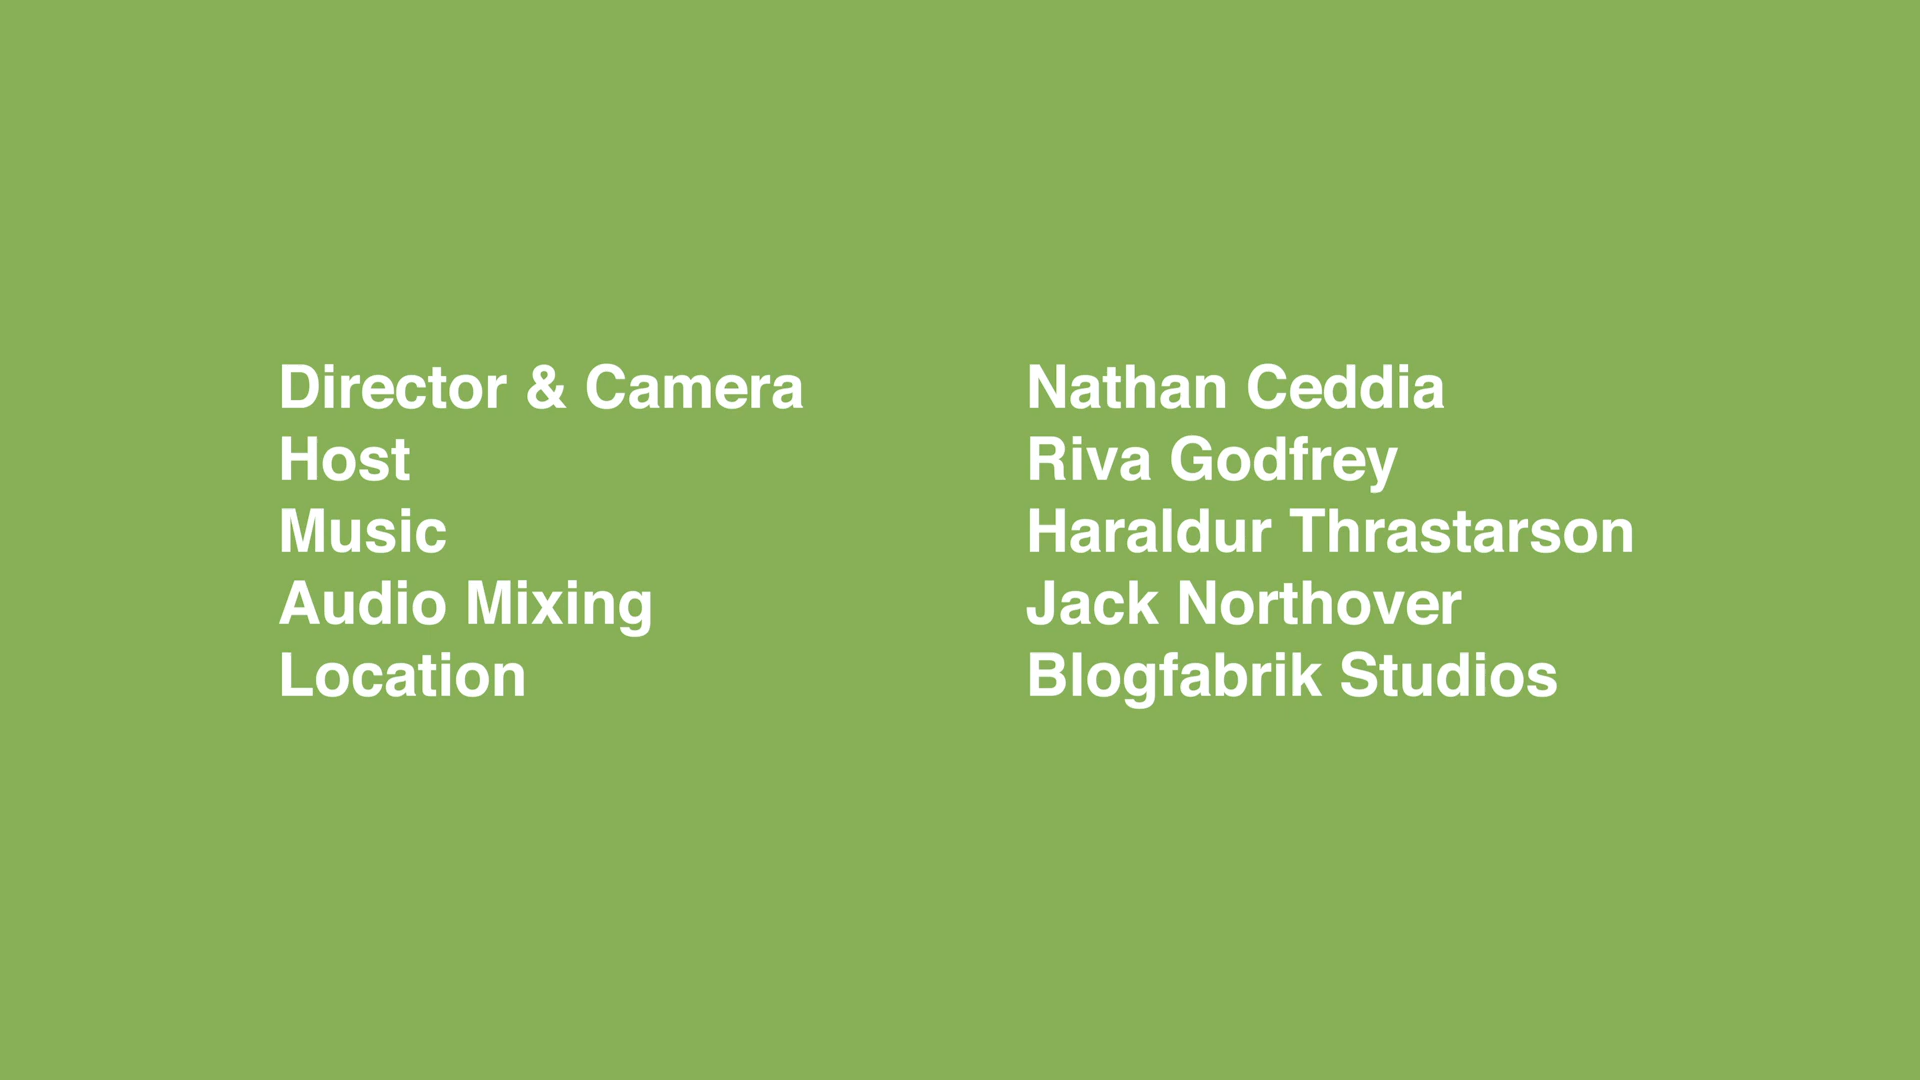 Director & Camera Nathan Ceddia
Host Riva Godfrey
Music Haraldur Thrastarson
Audio Mixing Jack Northover
Location Blogfabrik Studios